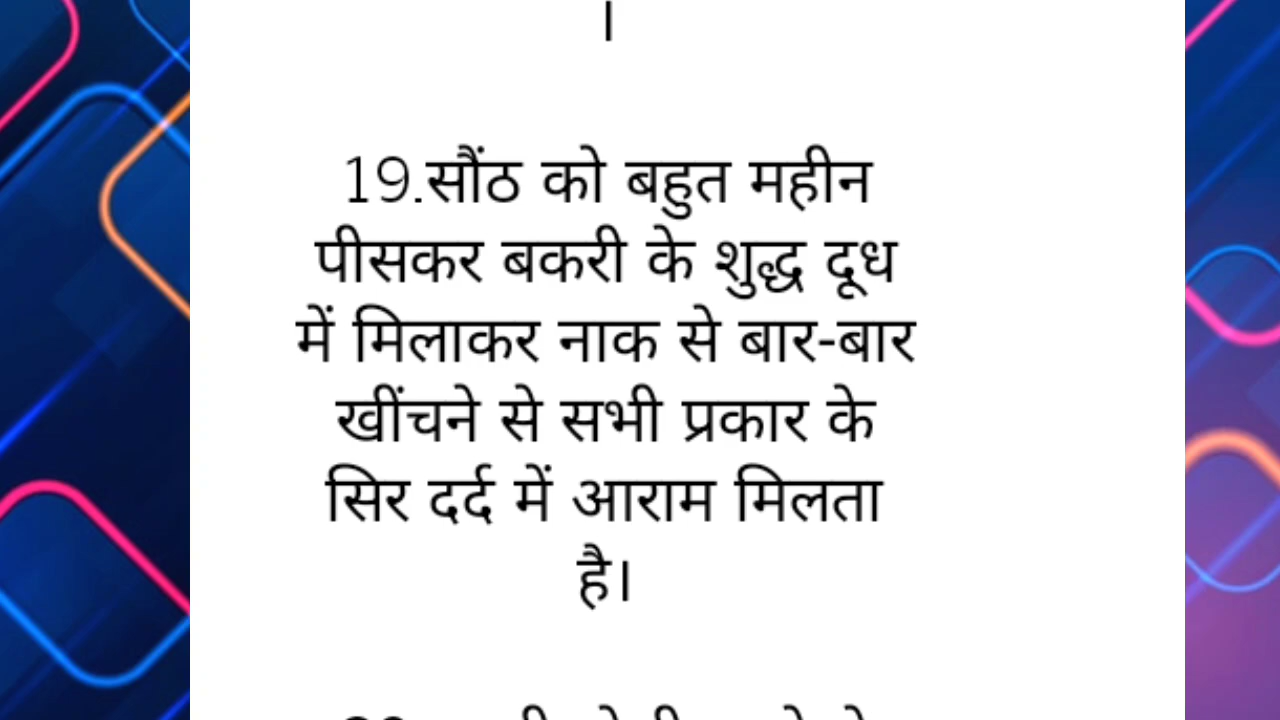 ।
19.सौंठ को बहुत महीन
पीसकर बकरी के शुद्ध दूध
में मिलाकर नाक से बार-बार
खींचने से सभी प्रकार के
सिर दर्द में आराम मिलता
है।